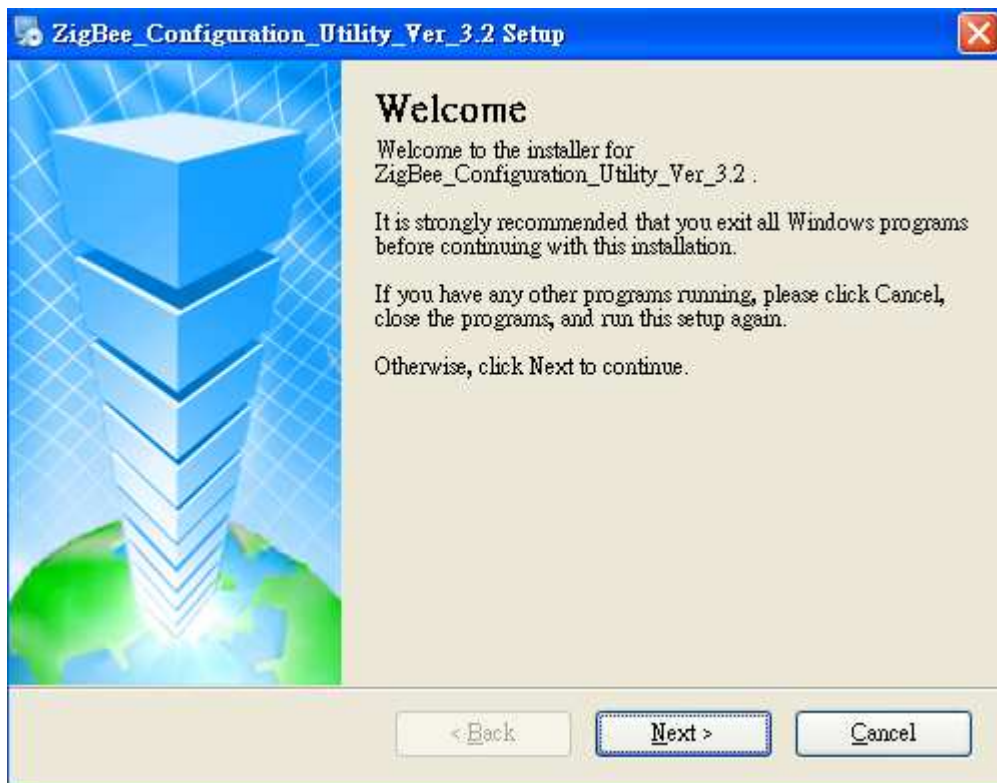 ZigBee_Configuration_Utility_Ver_3.2 Setup
Welcome
Welcome to the installer for
ZigBee_Configuration_Utility_Ver_3.2 .
It is strongly recommended that you exit all Windows programs
before continuing with this installation.
If you have any other programs running, please click Cancel,
close the programs, and run this setup again.
Otherwise, click Next to continue.
< Back
Next >
Cancel